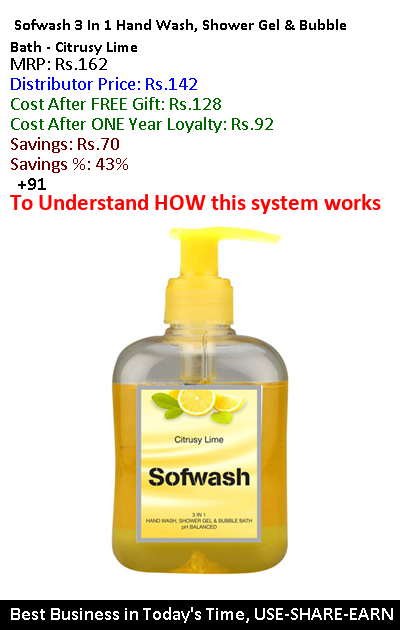 Sofwash 3 In 1 Hand Wash, Shower Gel & Bubble
Bath - Citrusy Lime
MRP: Rs.162
Distributor Price: Rs.142
Cost After FREE Gift: Rs.128
Cost After ONE Year Loyalty: Rs.92
Savings: Rs.70
Savings %: 43%
+91
To Understand HOW this system works
Citrusy Lime
Sofwash
3 IN 1
HAND WASH, SHOWER GEL & BUBBLE BATH
pH BALANCED
Best Business in Today's Time, USE-SHARE-EARN